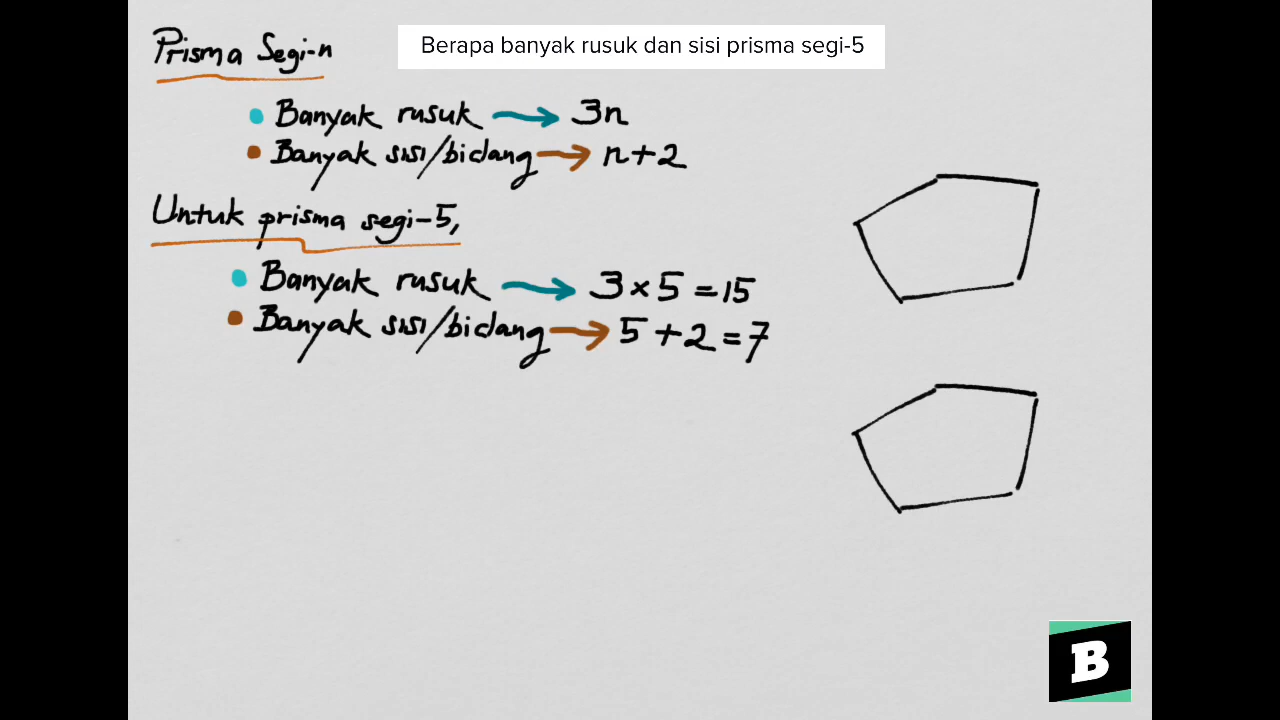 Berapa banyak rusuk dan sisi prisma segi-5
Prisma Segi-n
Banyak rusuk → 3n
Banyak sisi/bidang → n+2
Untuk prisma segi-5,
Banyak rusuk → 3 × 5 = 15
Banyak sisi/bidang → 5 + 2 = 7
B